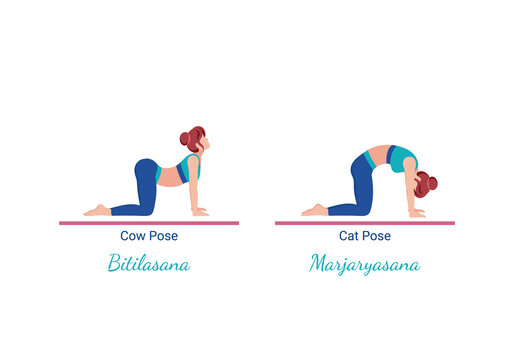 Cow Pose
Bitilasana
Cat Pose
Marjaryasana